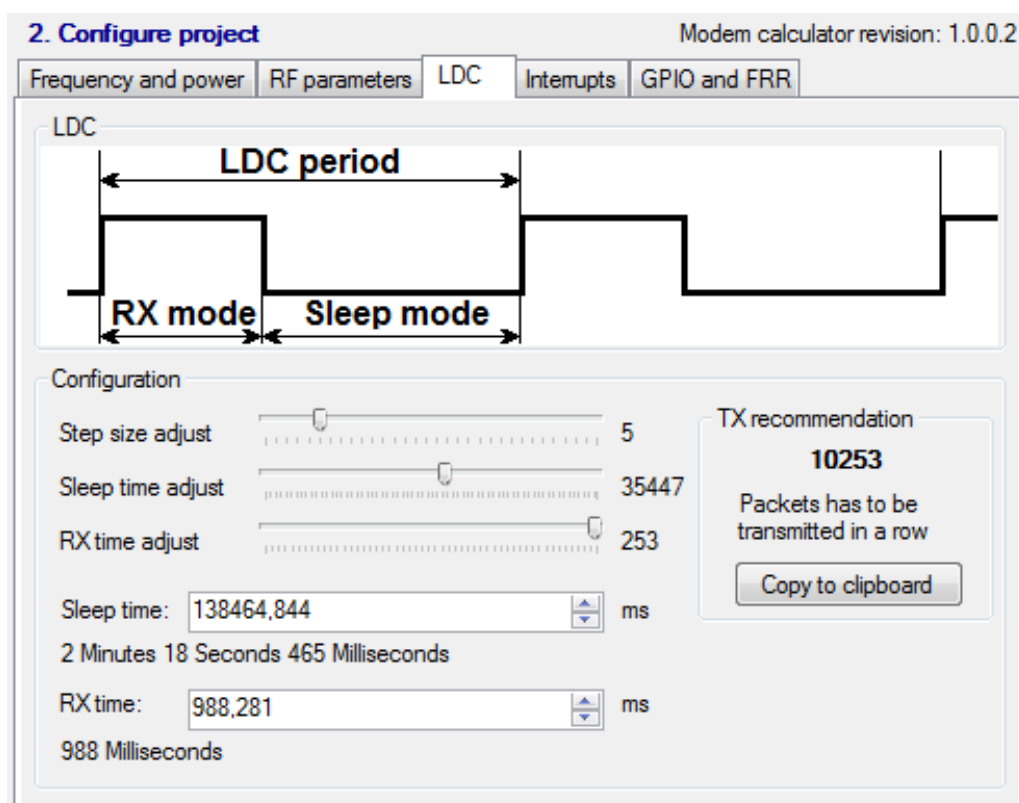 2. Configure project
Modem calculator revision: 1.0.0.2
Frequency and power
RF parameters
LDC
Interrupts
GPIO and FRR
LDC
LDC period
RX mode
Sleep mode
Configuration
Step size adjust
5
Sleep time adjust
35447
RX time adjust
253
TX recommendation
10253
Packets has to be
transmitted in a row
Copy to clipboard
Sleep time:
138464,844
ms
2 Minutes 18 Seconds 465 Milliseconds
RX time:
988,281
ms
988 Milliseconds